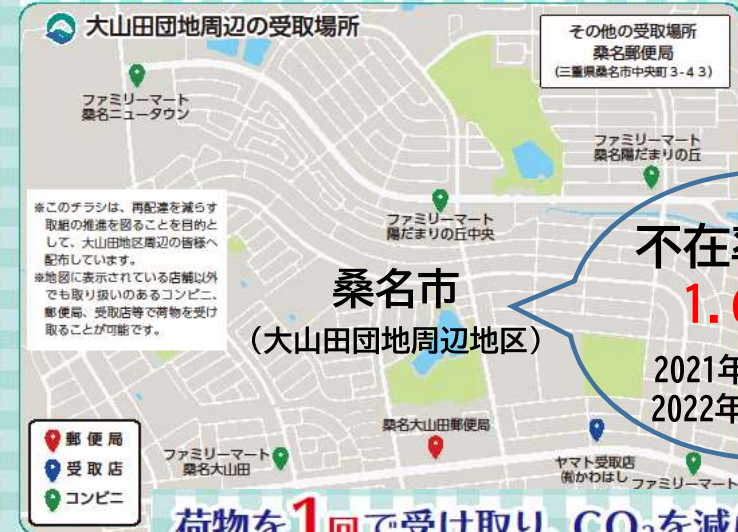 大山田団地周辺の受取場所
その他の受取場所
桑名郵便局
(三重県桑名市中央町3-43)
ファミリーマート
桑名ニュータウン
ファミリーマート
桑名陽だまりの丘
※このチラシは、再配達を減らす
取組の推進を図ることを目的と
して、大山田地区周辺の皆様へ
配布しています。
※地図に表示されている店舗以外
でも取り扱いのあるコンビニ、
郵便局、受取店等で荷物を受け
取ることが可能です。
ファミリーマート
陽だまりの丘中央
桑名市
(大山田団地周辺地区)
不在
1.
2021年
2022年
郵便局
受取店
コンビニ
ファミリーマート
桑名大山田
桑名大山田郵便局
ヤマト受取店
(有)かわはし
ファミリーマート
荷物を1回で受け取り、CO₂を減